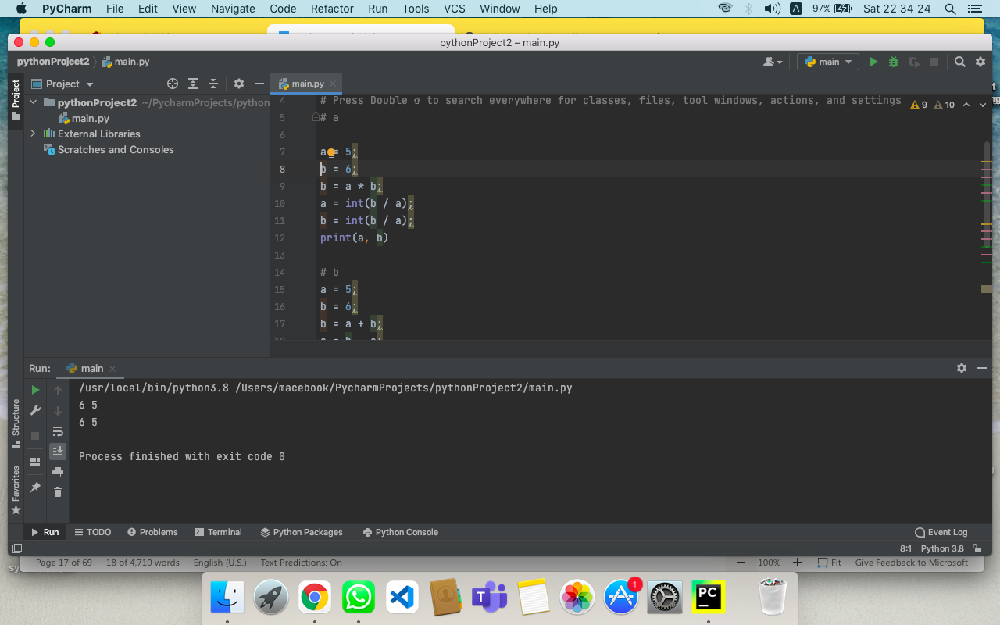 PyCharm File Edit View Navigate Code Refactor Run Tools VCS Window Help A 97% Sat 22 34 24
pythonProject2 – main.py
pythonProject2 main.py main
Project
Project
main.py
pythonProject2 ~/PycharmProjects/python
main.py
External Libraries
Scratches and Consoles
4 # Press Double ⇧ to search everywhere for classes, files, tool windows, actions, and settings
9 10
5 # a
6
7 a = 5;
8 b = 6;
9 b = a * b;
10 a = int(b / a);
11 b = int(b / a);
12 print(a, b)
13
14 # b
15 a = 5;
16 b = 6;
17 b = a + b;
Run: main
/usr/local/bin/python3.8 /Users/macebook/PycharmProjects/pythonProject2/main.py
6 5
6 5
Process finished with exit code 0
Structure
Favorites
Run TODO Problems Terminal Python Packages Python Console Event Log
8:1 Python 3.8
Page 17 of 69 18 of 4,710 words English (U.S.) Text Predictions: On 100% Fit Give Feedback to Microsoft
sy
T
1
PC